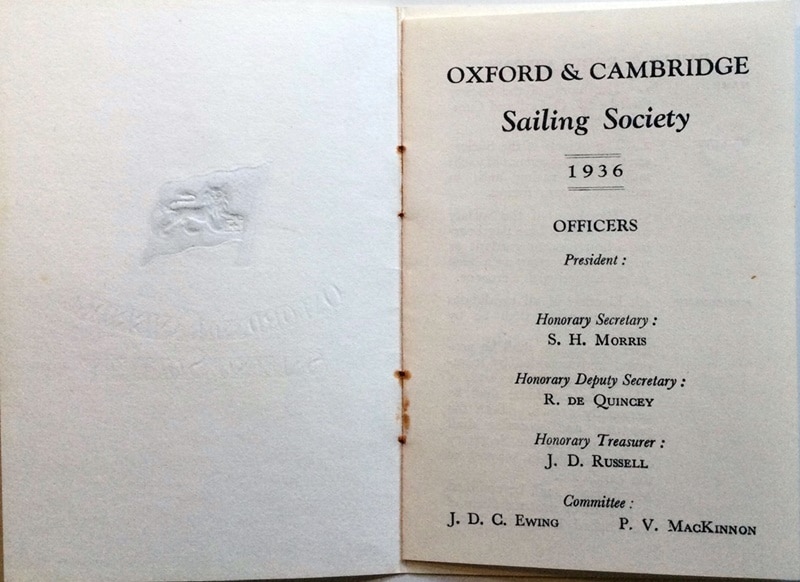 OXFORD & CAMBRIDGE
Sailing Society
1936
OFFICERS
President :
Honorary Secretary :
S. H. MORRIS
Honorary Deputy Secretary :
R. DE QUINCEY
Honorary Treasurer :
J. D. RUSSELL
Committee :
J. D. C. EWING P. V. MACKINNON